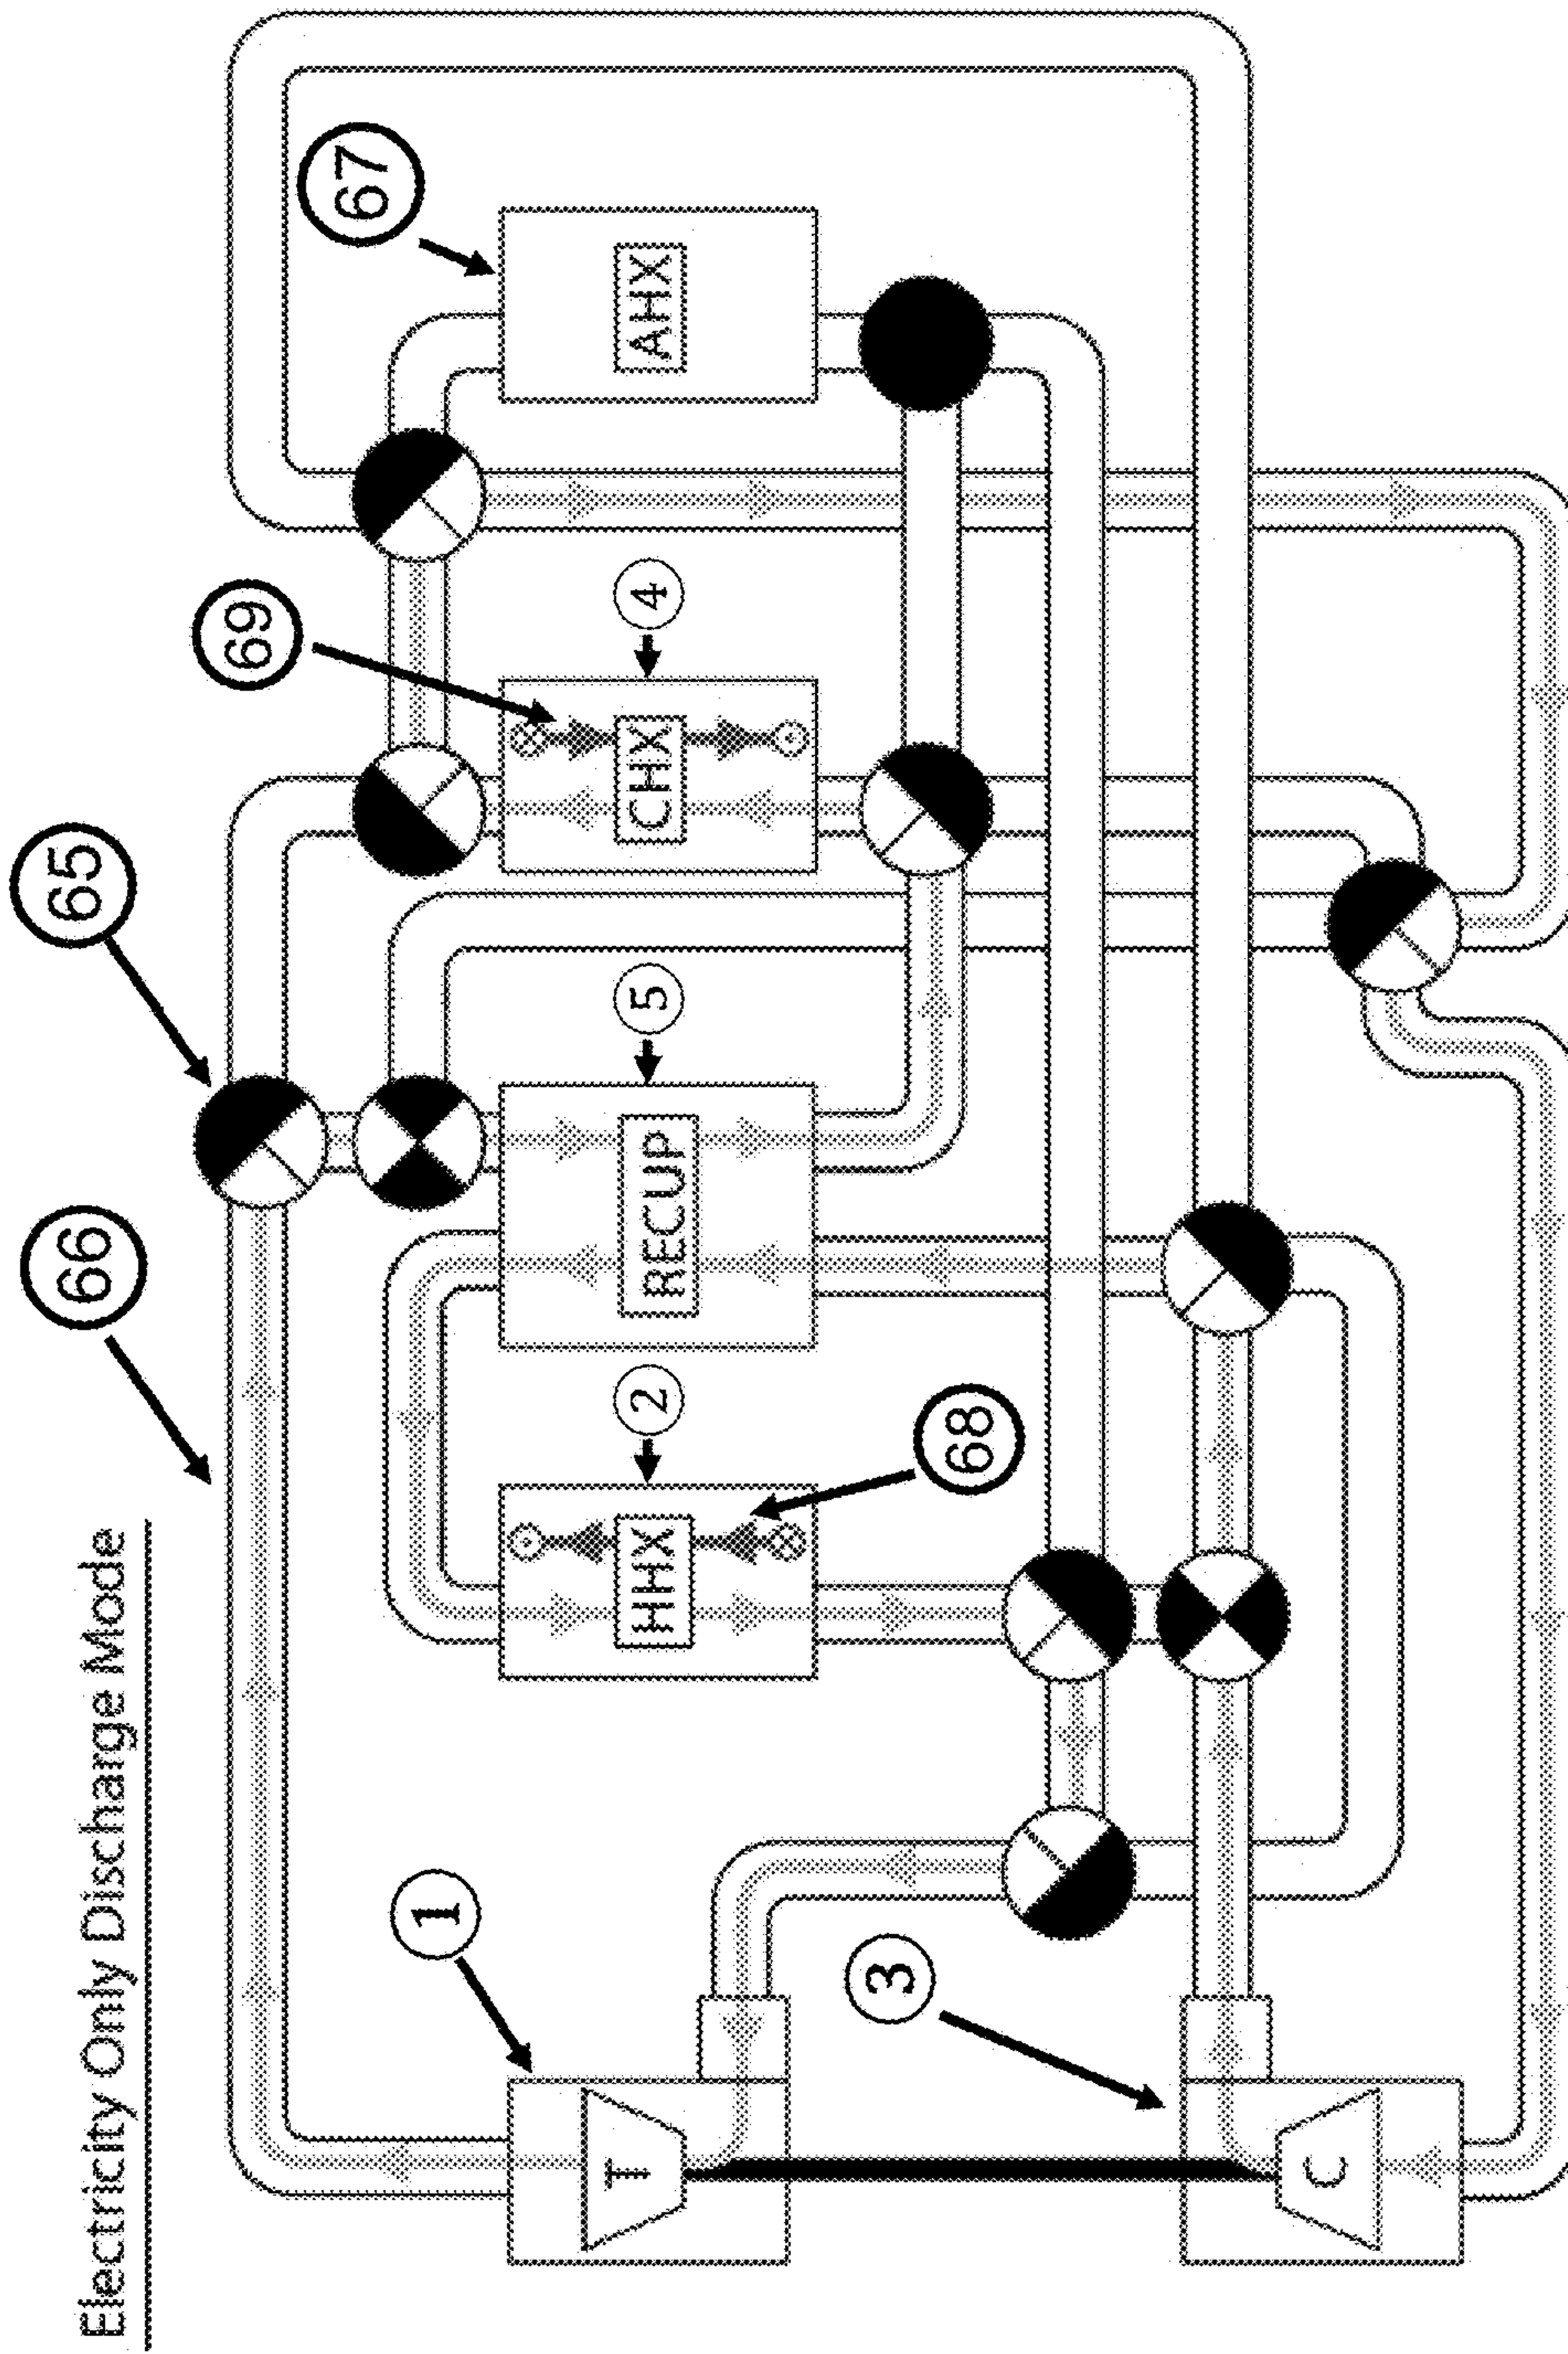 Electricity Only Discharge Mode
66
65
69
67
1
2
5
4
T
HHX
RECUP
CHX
AHX
3
68
C